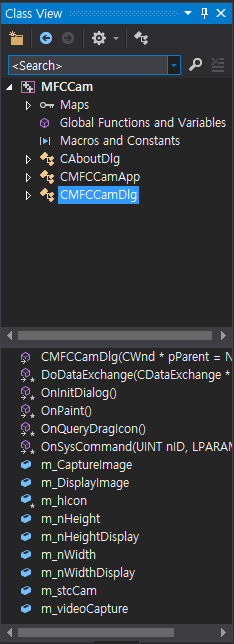 Class View
<Search>
MFCCam
Maps
Global Functions and Variables
Macros and Constants
CAboutDlg
CMFCCamApp
CMFCCamDlg
CMFCCamDlg(CWnd * pParent = N
DoDataExchange(CDataExchange *
OnInitDialog()
OnPaint()
OnQueryDragIcon()
OnSysCommand(UINT nID, LPARAM
m_CaptureImage
m_DisplayImage
m_hIcon
m_nHeight
m_nHeightDisplay
m_nWidth
m_nWidthDisplay
m_stcCam
m_videoCapture